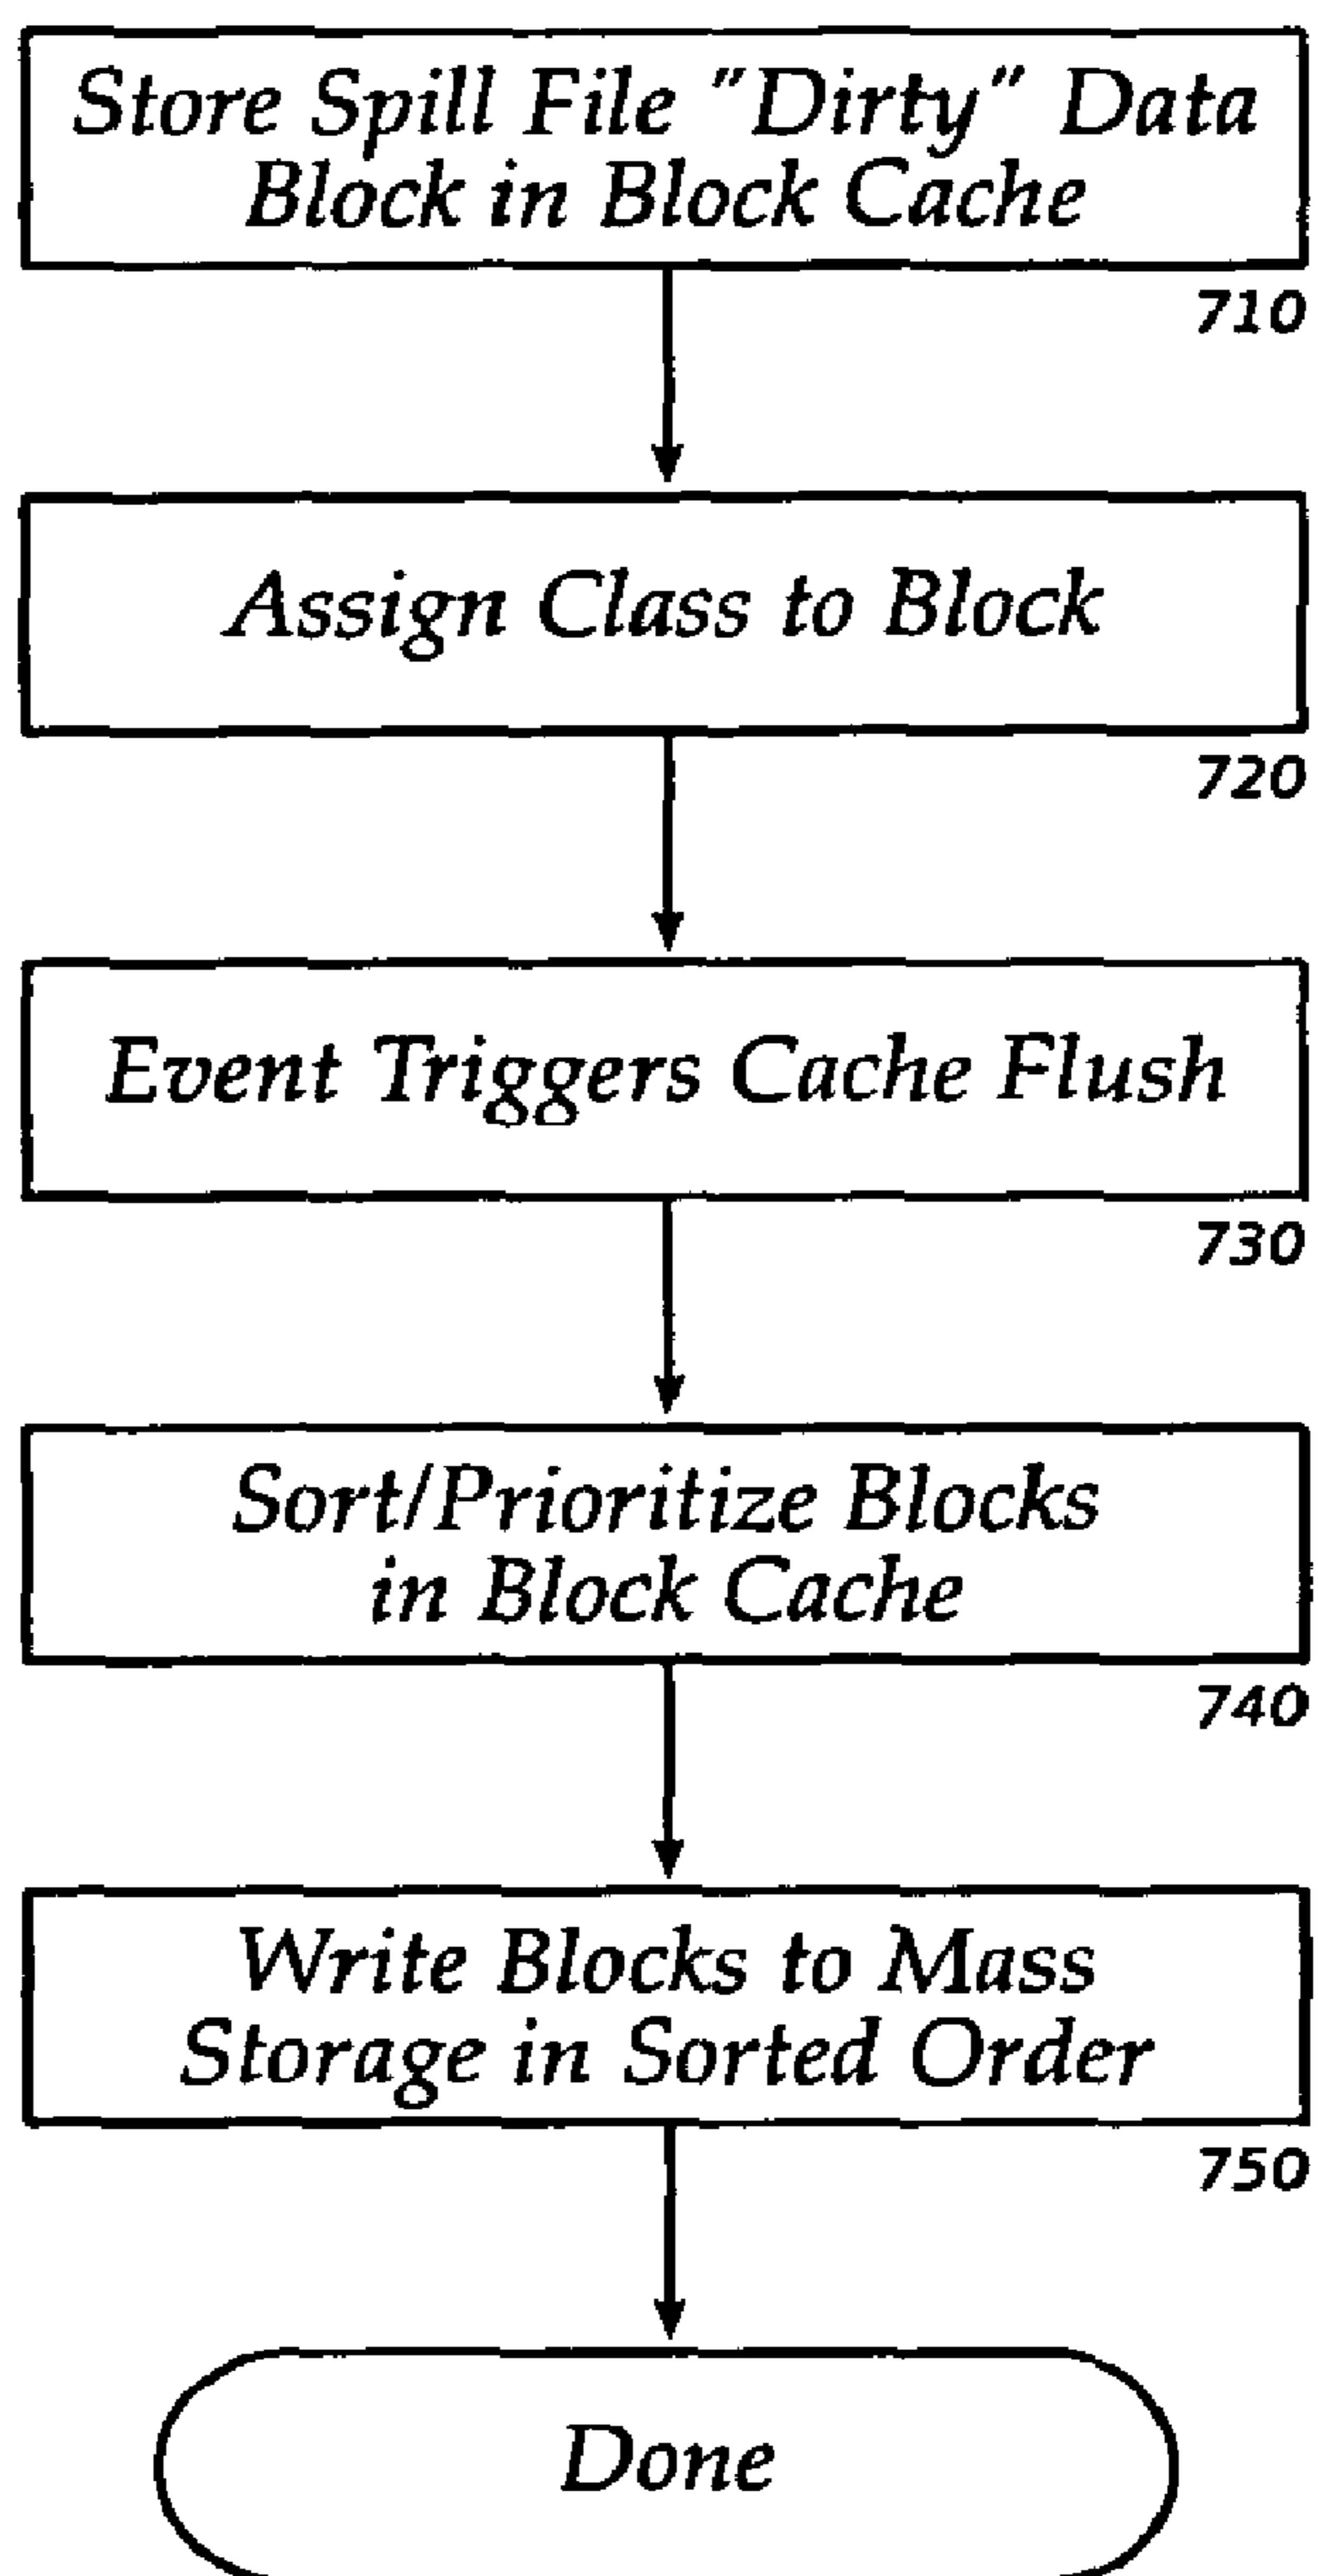 Store Spill File "Dirty" Data
Block in Block Cache
710
Assign Class to Block
720
Event Triggers Cache Flush
730
Sort/Prioritize Blocks
in Block Cache
740
Write Blocks to Mass
Storage in Sorted Order
750
Done